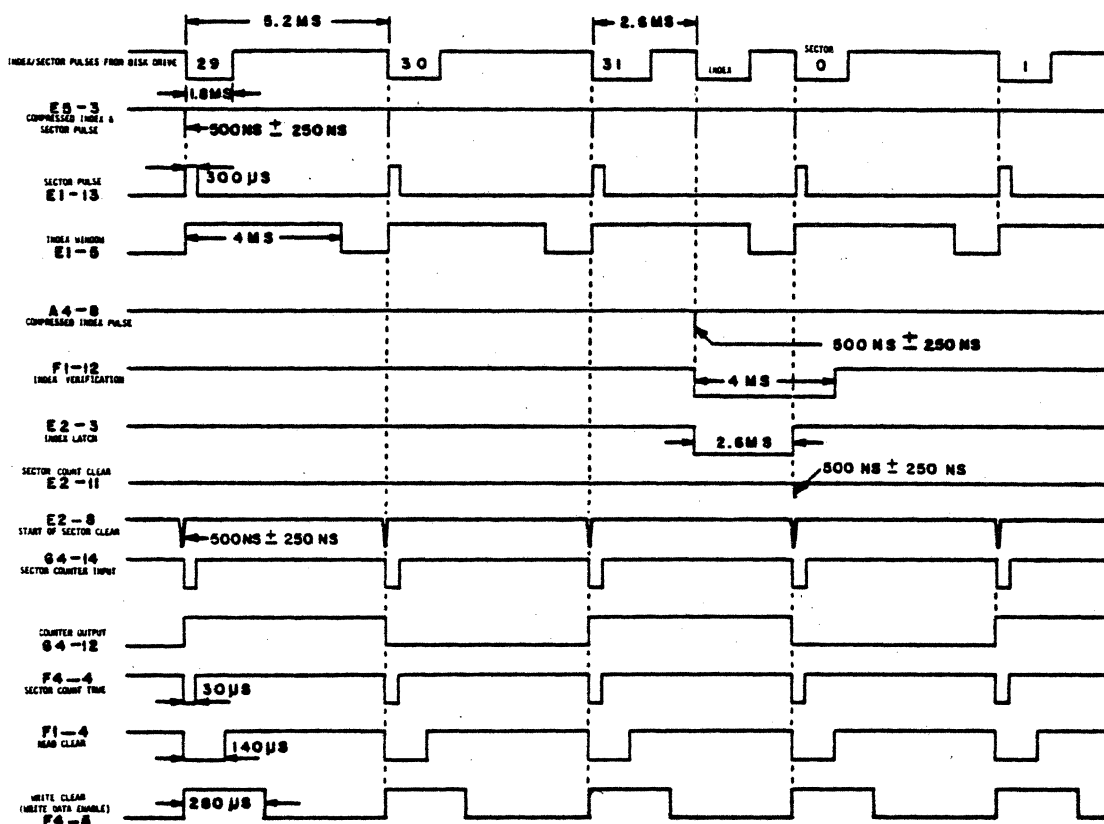 5.2 MS
2.6 MS
INDEX/SECTOR PULSES FROM DISK DRIVE
29
30
31
INDEX
SECTOR
0
1
1.8MS
E5-3
COMPRESSED INDEX &
SECTOR PULSE
500NS ± 250 NS
SECTOR PULSE
E1-13
300 µS
INDEX WINDOW
E1-5
4 MS
A4-8
COMPRESSED INDEX PULSE
500 NS ± 250 NS
F1-12
INDEX VERIFICATION
4 MS
E2-3
INDEX LATCH
2.6MS
SECTOR COUNT CLEAR
E2-11
500 NS ± 250 NS
E2-8
START OF SECTOR CLEAR
500NS ± 250 NS
G4-14
SECTOR COUNTER INPUT
COUNTER OUTPUT
G4-12
F4-4
SECTOR COUNT TRUE
30µS
F1-4
READ CLEAR
140µS
WRITE CLEAR
(WRITE DATA ENABLE)
280 µS